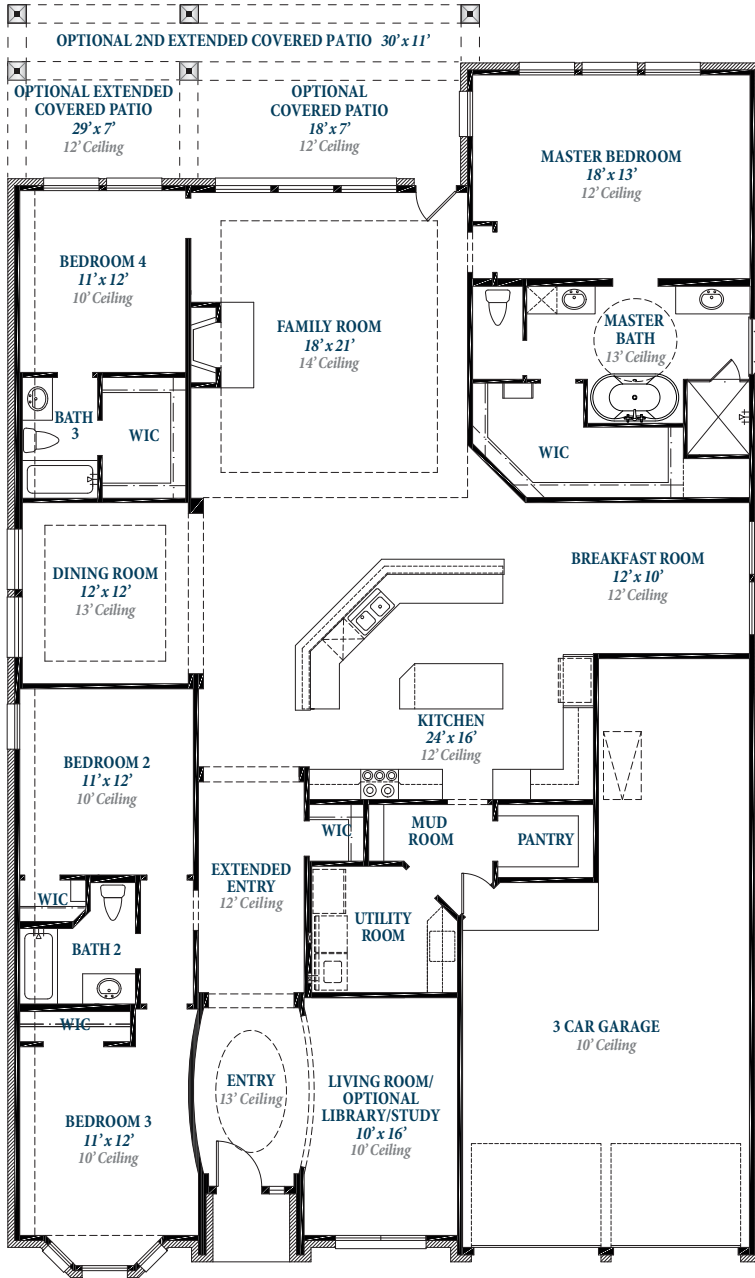 OPTIONAL 2ND EXTENDED COVERED PATIO 30' x 11'
OPTIONAL EXTENDED
COVERED PATIO
29' x 7'
12' Ceiling
OPTIONAL
COVERED PATIO
18' x 7'
12' Ceiling
MASTER BEDROOM
18' x 13'
12' Ceiling
BEDROOM 4
11' x 12'
10' Ceiling
FAMILY ROOM
18' x 21'
14' Ceiling
MASTER
BATH
13' Ceiling
BATH
3
WIC
WIC
DINING ROOM
12' x 12'
13' Ceiling
BREAKFAST ROOM
12' x 10'
12' Ceiling
KITCHEN
24' x 16'
12' Ceiling
BEDROOM 2
11' x 12'
10' Ceiling
WIC
MUD
ROOM
PANTRY
EXTENDED
ENTRY
12' Ceiling
WIC
UTILITY
ROOM
BATH 2
WIC
3 CAR GARAGE
10' Ceiling
ENTRY
13' Ceiling
LIVING ROOM/
OPTIONAL
LIBRARY/STUDY
10' x 16'
10' Ceiling
BEDROOM 3
11' x 12'
10' Ceiling